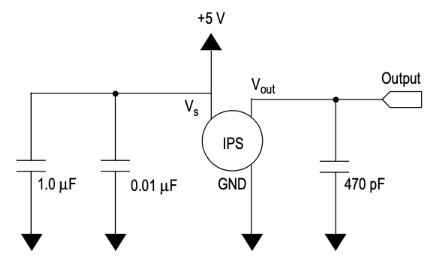 +5 V
Output
Vout
Vs
IPS
1.0 μF
0.01 μF
GND
470 pF